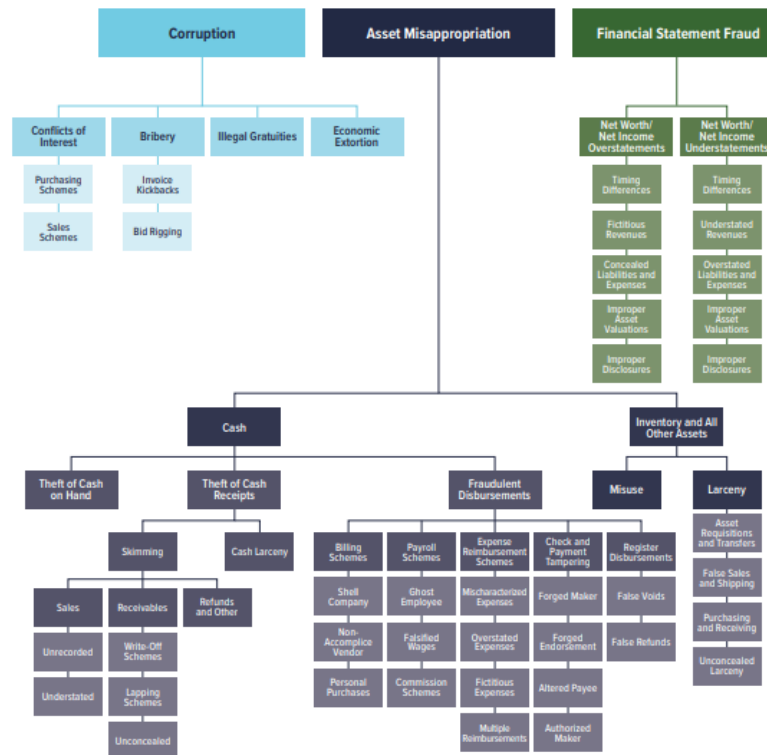 Corruption
Asset Misappropriation
Financial Statement Fraud
Conflicts of
Interest
Bribery
Illegal Gratuities
Economic
Extortion
Purchasing
Schemes
Sales
Schemes
Invoice
Kickbacks
Bid Rigging
Net Worth/
Net Income
Overstatements
Net Worth/
Net Income
Understatements
Timing
Differences
Fictitious
Revenues
Concealed
Liabilities and
Expenses
Improper
Asset
Valuations
Improper
Disclosures
Timing
Differences
Understated
Revenues
Overstated
Liabilities and
Expenses
Improper
Asset
Valuations
Improper
Disclosures
Cash
Inventory and All
Other Assets
Theft of Cash
on Hand
Theft of Cash
Receipts
Fraudulent
Disbursements
Misuse
Larceny
Skimming
Cash Larceny
Sales
Receivables
Refunds
and Other
Unrecorded
Understated
Write-Off
Schemes
Lapping
Schemes
Unconcealed
Billing
Schemes
Shell
Company
Non-
Accomplice
Vendor
Personal
Purchases
Payroll
Schemes
Ghost
Employee
Falsified
Wages
Commission
Schemes
Expense
Reimbursement
Schemes
Mischaracterized
Expenses
Overstated
Expenses
Fictitious
Expenses
Multiple
Reimbursements
Check and
Payment
Tampering
Forged Maker
Forged
Endorsement
Altered Payee
Authorized
Maker
Register
Disbursements
False Voids
False Refunds
Asset
Requisitions
and Transfers
False Sales
and Shipping
Purchasing
and Receiving
Unconcealed
Larceny